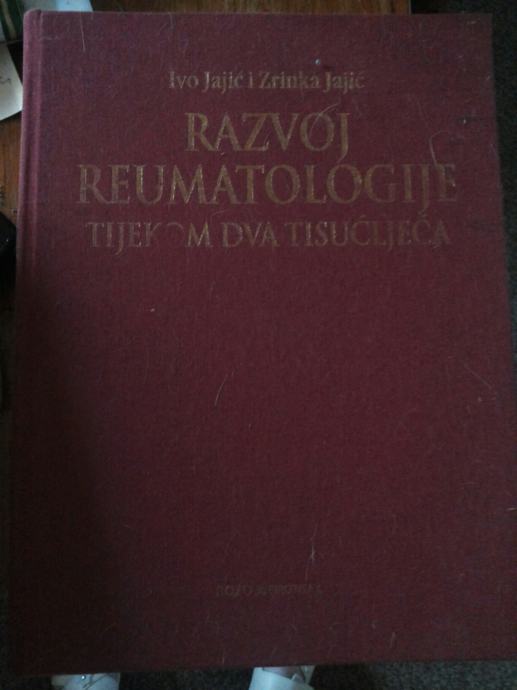 Ivo Jajić i Zrinka Jajić
RAZVOJ
REUMATOLOGIJE
TIJEKOM DVA TISUĆLJEĆA